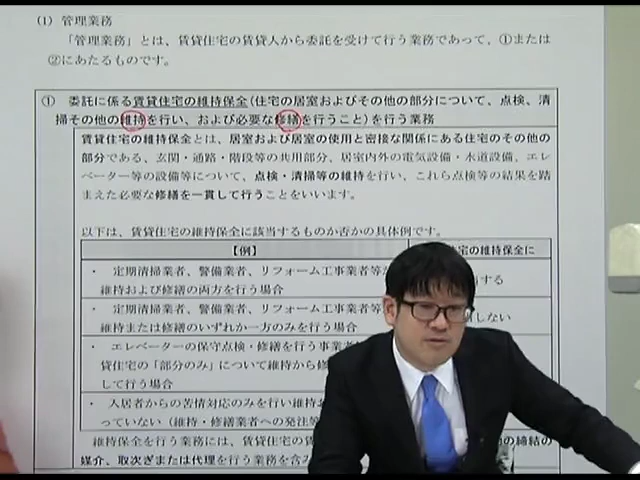 (1) 管理業務
「管理業務」とは、賃貸住宅の賃貸人から委託を受けて行う業務であって、①または
②にあたるものです。
① 委託に係る賃貸住宅の維持保全(住宅の居室およびその他の部分について、点検、清
掃その他の維持を行い、および必要な修繕を行うこと)を行う業務
賃貸住宅の維持保全とは、居室および居室の使用と密接な関係にある住宅のその他の
部分である、玄関・通路・階段等の共用部分、居室内外の電気設備・水道設備、エレ
ベーター等の設備等について、点検・清掃等の維持を行い、これら点検等の結果を踏
まえた必要な修繕を一貫して行うことをいいます。
以下は、賃貸住宅の維持保全に該当するものか否かの具体例です。
【例】
住宅の維持保全に
・ 定期清掃業者、警備業者、リフォーム工事業者等が
維持および修繕の両方を行う場合
する
・ 定期清掃業者、警備業者、リフォーム工事業者等
維持または修繕のいずれか一方のみを行う場合
しない
・ エレベーターの保守点検・修繕を行う事業者
貸住宅の「部分のみ」について維持から修
して行う場合
・ 入居者からの苦情対応のみを行い維持
っていない(維持・修繕業者への発注等
維持保全を行う業務には、賃貸住宅の賃
の締結の
媒介、取次ぎまたは代理を行う業務を含み